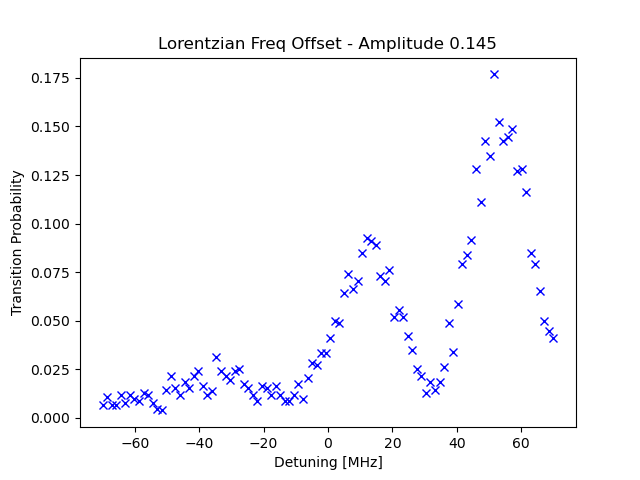 Lorentzian Freq Offset - Amplitude 0.145
Transition Probability
0.175
0.150
0.125
0.100
0.075
0.050
0.025
0.000
−60 −40 −20 0 20 40 60
Detuning [MHz]